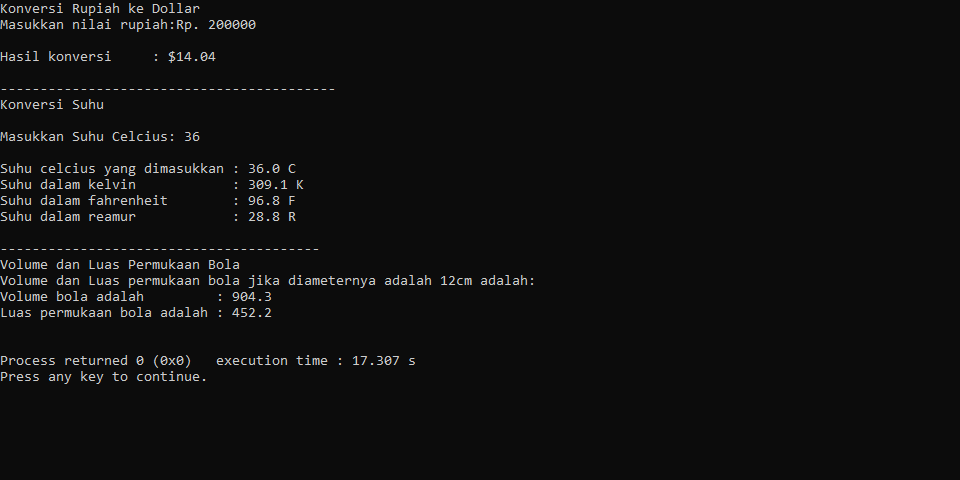 Konversi Rupiah ke Dollar
Masukkan nilai rupiah:Rp. 200000
Hasil konversi     : $14.04
------------------------------------------
Konversi Suhu
Masukkan Suhu Celcius: 36
Suhu celcius yang dimasukkan : 36.0 C
Suhu dalam kelvin            : 309.1 K
Suhu dalam fahrenheit        : 96.8 F
Suhu dalam reamur            : 28.8 R
----------------------------------------
Volume dan Luas Permukaan Bola
Volume dan Luas permukaan bola jika diameternya adalah 12cm adalah:
Volume bola adalah         : 904.3
Luas permukaan bola adalah : 452.2
Process returned 0 (0x0)   execution time : 17.307 s
Press any key to continue.